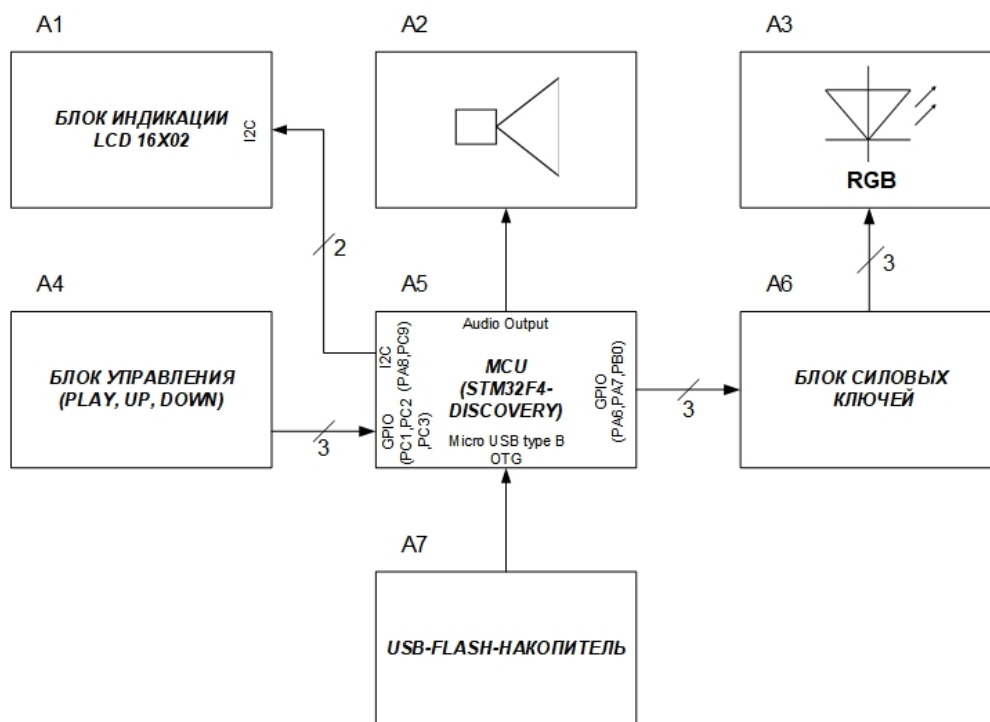 A1
БЛОК ИНДИКАЦИИ
LCD 16X02
I2C
A2
A3
RGB
2
3
A4
БЛОК УПРАВЛЕНИЯ
(PLAY, UP, DOWN)
3
A5
Audio Output
I2C
(PA8,PC9)
GPIO
(PC1,PC2
,PC3)
MCU
(STM32F4-
DISCOVERY)
GPIO
(PA6,PA7,PB0)
Micro USB type B
OTG
3
A6
БЛОК СИЛОВЫХ
КЛЮЧЕЙ
A7
USB-FLASH-НАКОПИТЕЛЬ